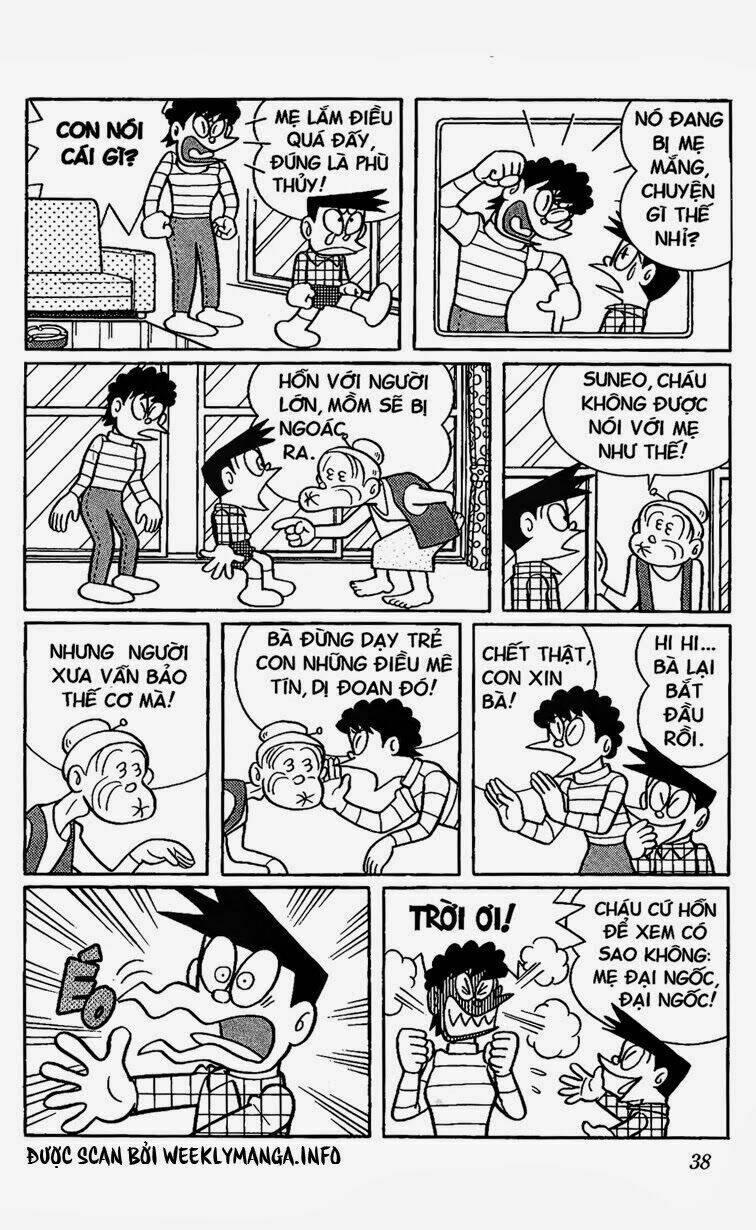 CON NÓI
CÁI GÌ?
MẸ LẮM ĐIỀU
QUÁ ĐẤY,
ĐÚNG LÀ PHÙ
THỦY!
NÓ ĐANG
BỊ MẸ
MẮNG,
CHUYỆN
GÌ THẾ
NHỈ?
HỖN VỚI NGƯỜI
LỚN, MỒM SẼ BỊ
NGOÁC
RA.
SUNEO, CHÁU
KHÔNG ĐƯỢC
NÓI VỚI MẸ
NHƯ THẾ!
NHƯNG NGƯỜI
XƯA VẪN BẢO
THẾ CƠ MÀ!
BÀ ĐỪNG DẠY TRẺ
CON NHỮNG ĐIỀU MÊ
TÍN, DỊ ĐOAN ĐÓ!
CHẾT THẬT,
CON XIN
BÀ!
HI HI...
BÀ LẠI
BẮT
ĐẦU
RỒI.
ÉO
TRỜI ƠI!
CHÁU CỨ HỖN
ĐỂ XEM CÓ
SAO KHÔNG:
MẸ ĐẠI NGỐC,
ĐẠI NGỐC!
ĐƯỢC SCAN BỞI WEEKLYMANGA.INFO
38